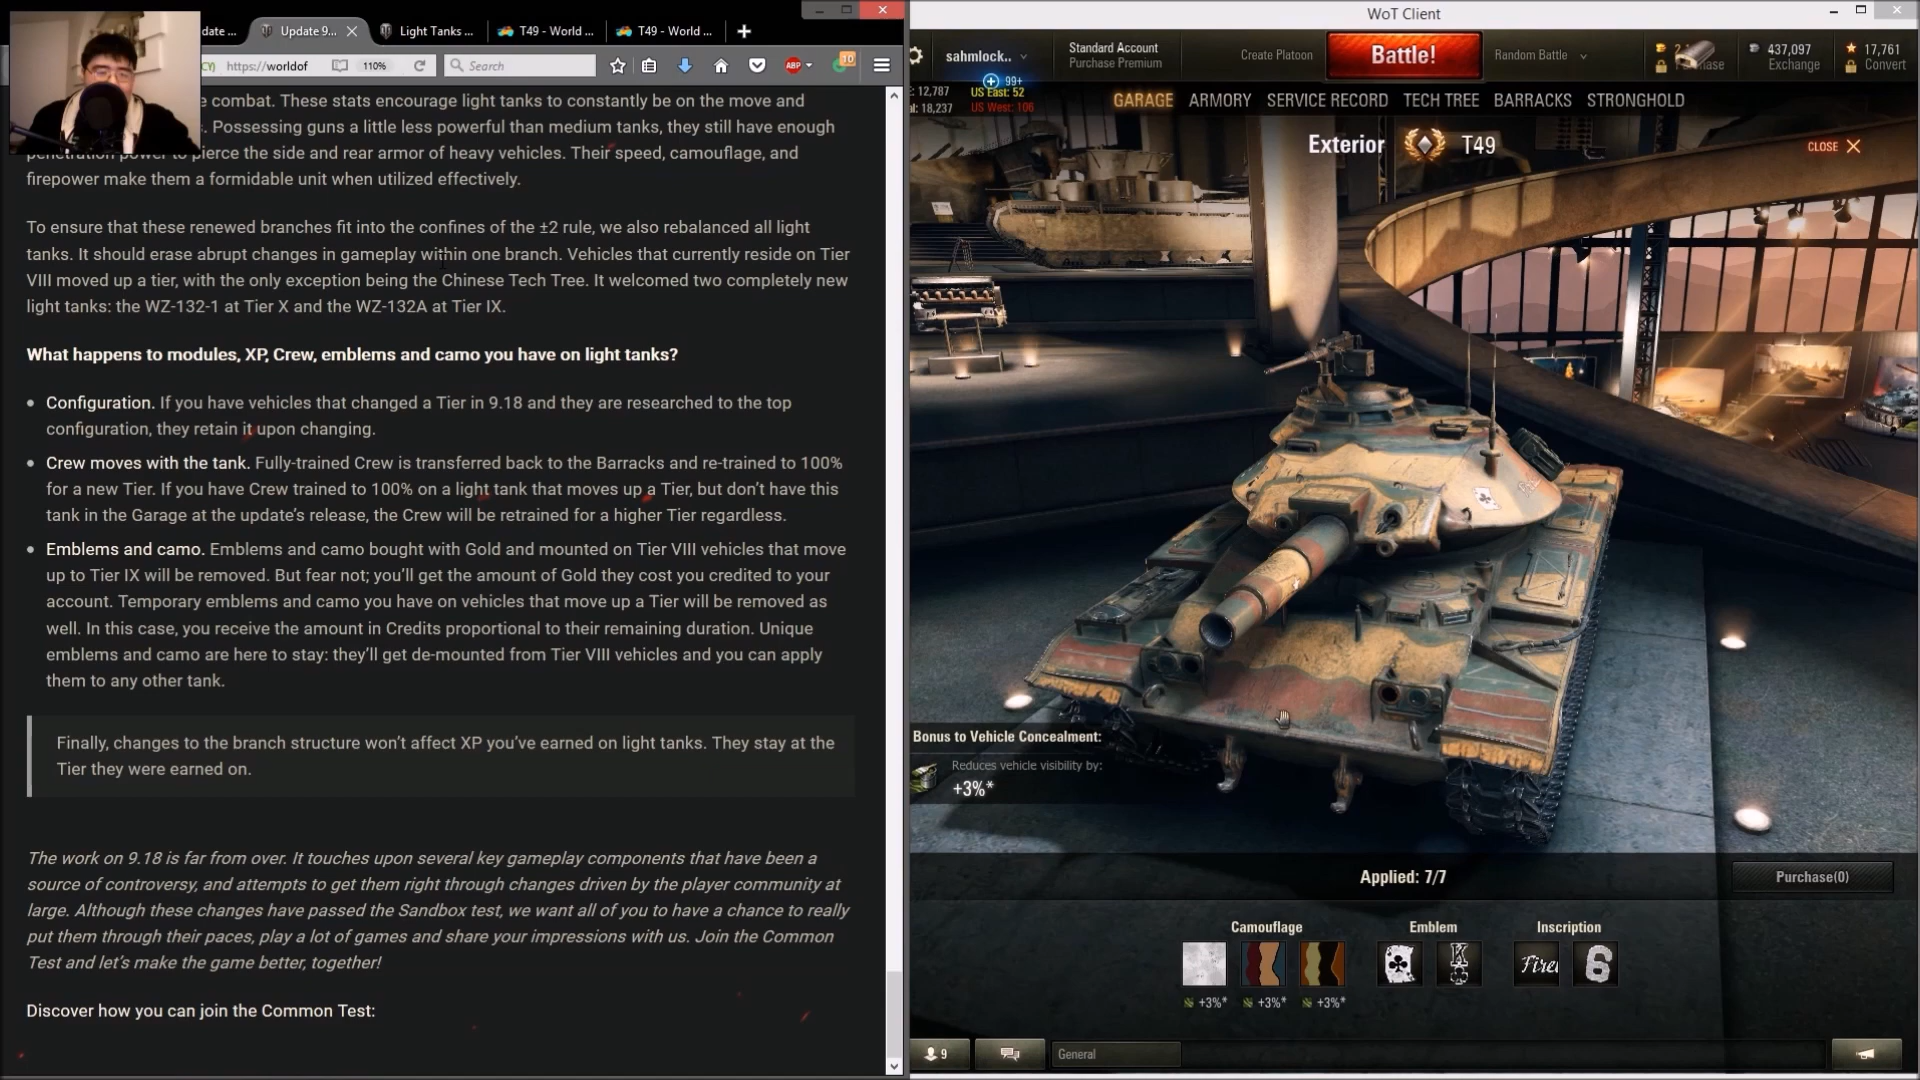 date ...
Update 9...
Light Tanks ...
T49 - World ...
T49 - World ...
https://worldof
110%
Search
ABP
10
e combat. These stats encourage light tanks to constantly be on the move and
. Possessing guns a little less powerful than medium tanks, they still have enough
penetration power to pierce the side and rear armor of heavy vehicles. Their speed, camouflage, and
firepower make them a formidable unit when utilized effectively.
To ensure that these renewed branches fit into the confines of the ±2 rule, we also rebalanced all light
tanks. It should erase abrupt changes in gameplay within one branch. Vehicles that currently reside on Tier
VIII moved up a tier, with the only exception being the Chinese Tech Tree. It welcomed two completely new
light tanks: the WZ-132-1 at Tier X and the WZ-132A at Tier IX.
What happens to modules, XP, Crew, emblems and camo you have on light tanks?
Configuration. If you have vehicles that changed a Tier in 9.18 and they are researched to the top
configuration, they retain it upon changing.
Crew moves with the tank. Fully-trained Crew is transferred back to the Barracks and re-trained to 100%
for a new Tier. If you have Crew trained to 100% on a light tank that moves up a Tier, but don't have this
tank in the Garage at the update's release, the Crew will be retrained for a higher Tier regardless.
Emblems and camo. Emblems and camo bought with Gold and mounted on Tier VIII vehicles that move
up to Tier IX will be removed. But fear not; you'll get the amount of Gold they cost you credited to your
account. Temporary emblems and camo you have on vehicles that move up a Tier will be removed as
well. In this case, you receive the amount in Credits proportional to their remaining duration. Unique
emblems and camo are here to stay: they'll get de-mounted from Tier VIII vehicles and you can apply
them to any other tank.
Finally, changes to the branch structure won't affect XP you've earned on light tanks. They stay at the
Tier they were earned on.
The work on 9.18 is far from over. It touches upon several key gameplay components that have been a
source of controversy, and attempts to get them right through changes driven by the player community at
large. Although these changes have passed the Sandbox test, we want all of you to have a chance to really
put them through their paces, play a lot of games and share your impressions with us. Join the Common
Test and let's make the game better, together!
Discover how you can join the Common Test:
WoT Client
sahmlock..
Standard Account
Purchase Premium
Create Platoon
Battle!
Random Battle
437,097
Exchange
17,761
Convert
99+
: 12,787
US East: 52
al: 18,237
US West: 106
GARAGE
ARMORY
SERVICE RECORD
TECH TREE
BARRACKS
STRONGHOLD
Exterior
T49
CLOSE
Bonus to Vehicle Concealment:
Reduces vehicle visibility by:
+3%*
Applied: 7/7
Purchase(0)
Camouflage
Emblem
Inscription
K
6
+3%*
+3%*
+3%*
9
General